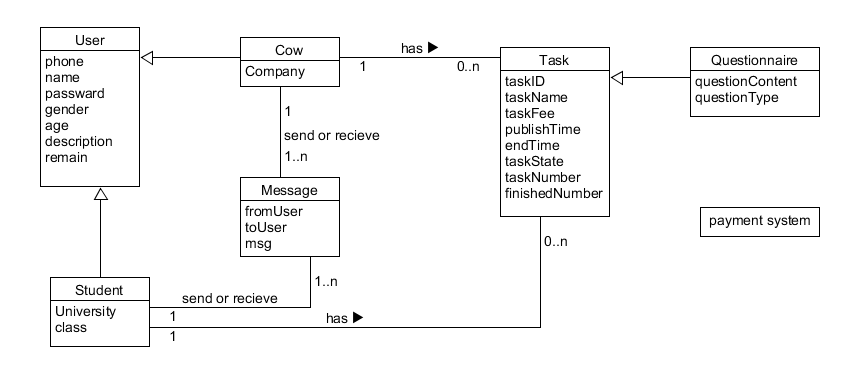 User
phone
name
passward
gender
age
description
remain
Cow
Company
has ▶
1
0..n
Task
taskID
taskName
taskFee
publishTime
endTime
taskState
taskNumber
finishedNumber
Questionnaire
questionContent
questionType
1
send or recieve
1..n
Message
fromUser
toUser
msg
payment system
0..n
1..n
Student
University
class
send or recieve
1
has ▶
1